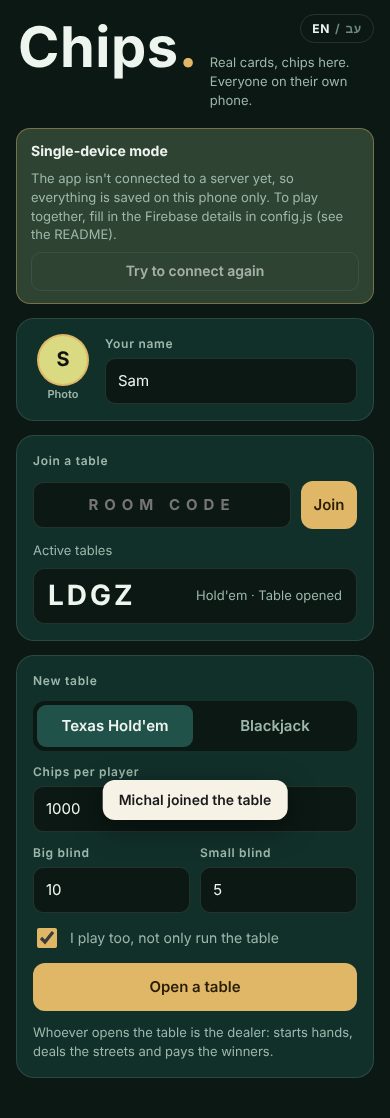 Chips.
EN / עב
Real cards, chips here.
Everyone on their own
phone.
Single-device mode
The app isn't connected to a server yet, so
everything is saved on this phone only. To play
together, fill in the Firebase details in config.js (see
the README).
Try to connect again
S
Photo
Your name
Sam
Join a table
ROOM CODE
Join
Active tables
LDGZ
Hold'em · Table opened
New table
Texas Hold'em
Blackjack
Chips per player
1000
Michal joined the table
Big blind
Small blind
10
5
I play too, not only run the table
Open a table
Whoever opens the table is the dealer: starts hands,
deals the streets and pays the winners.